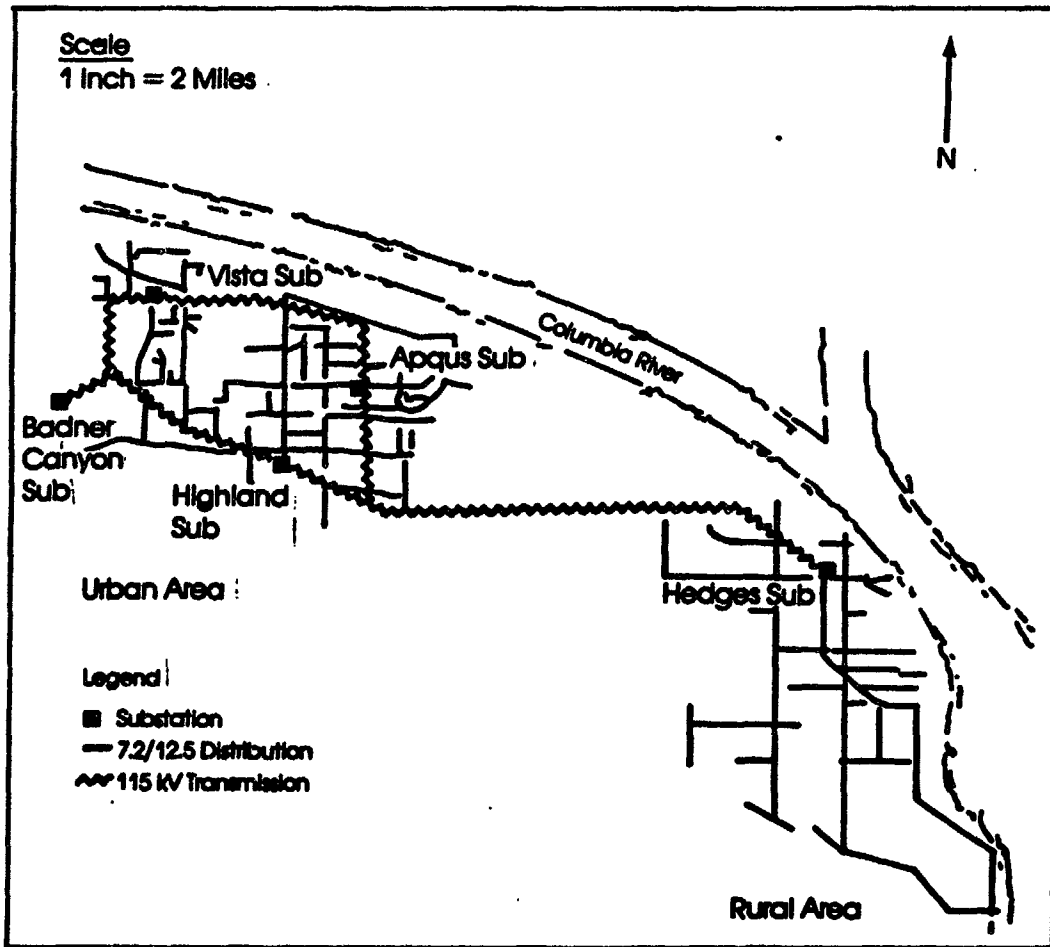 Scale
1 Inch = 2 Miles
N
Vista Sub
Columbia River
Apqus Sub
Badner
Canyon
Sub
Highland
Sub
Urban Area
Hedges Sub
Legend
Substation
7.2/12.5 Distribution
115 kV Transmission
Rural Area